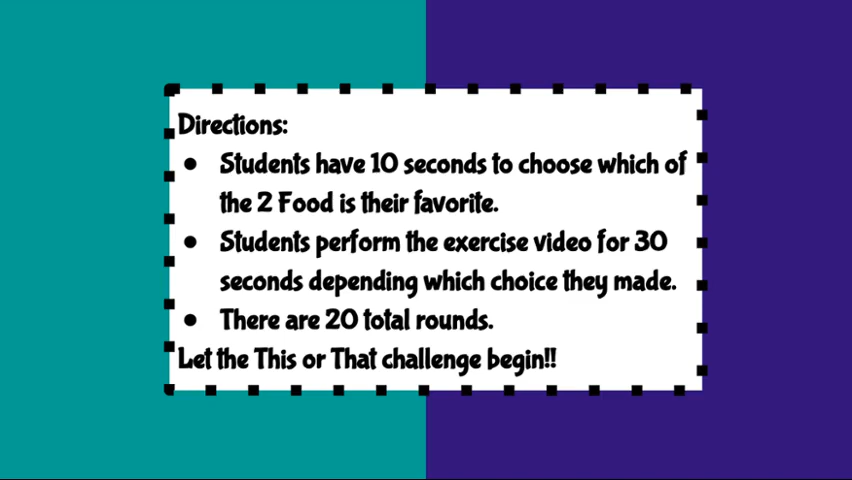 Directions:
● Students have 10 seconds to choose which of
the 2 Food is their favorite.
● Students perform the exercise video for 30
seconds depending which choice they made.
● There are 20 total rounds.
Let the This or That challenge begin!!